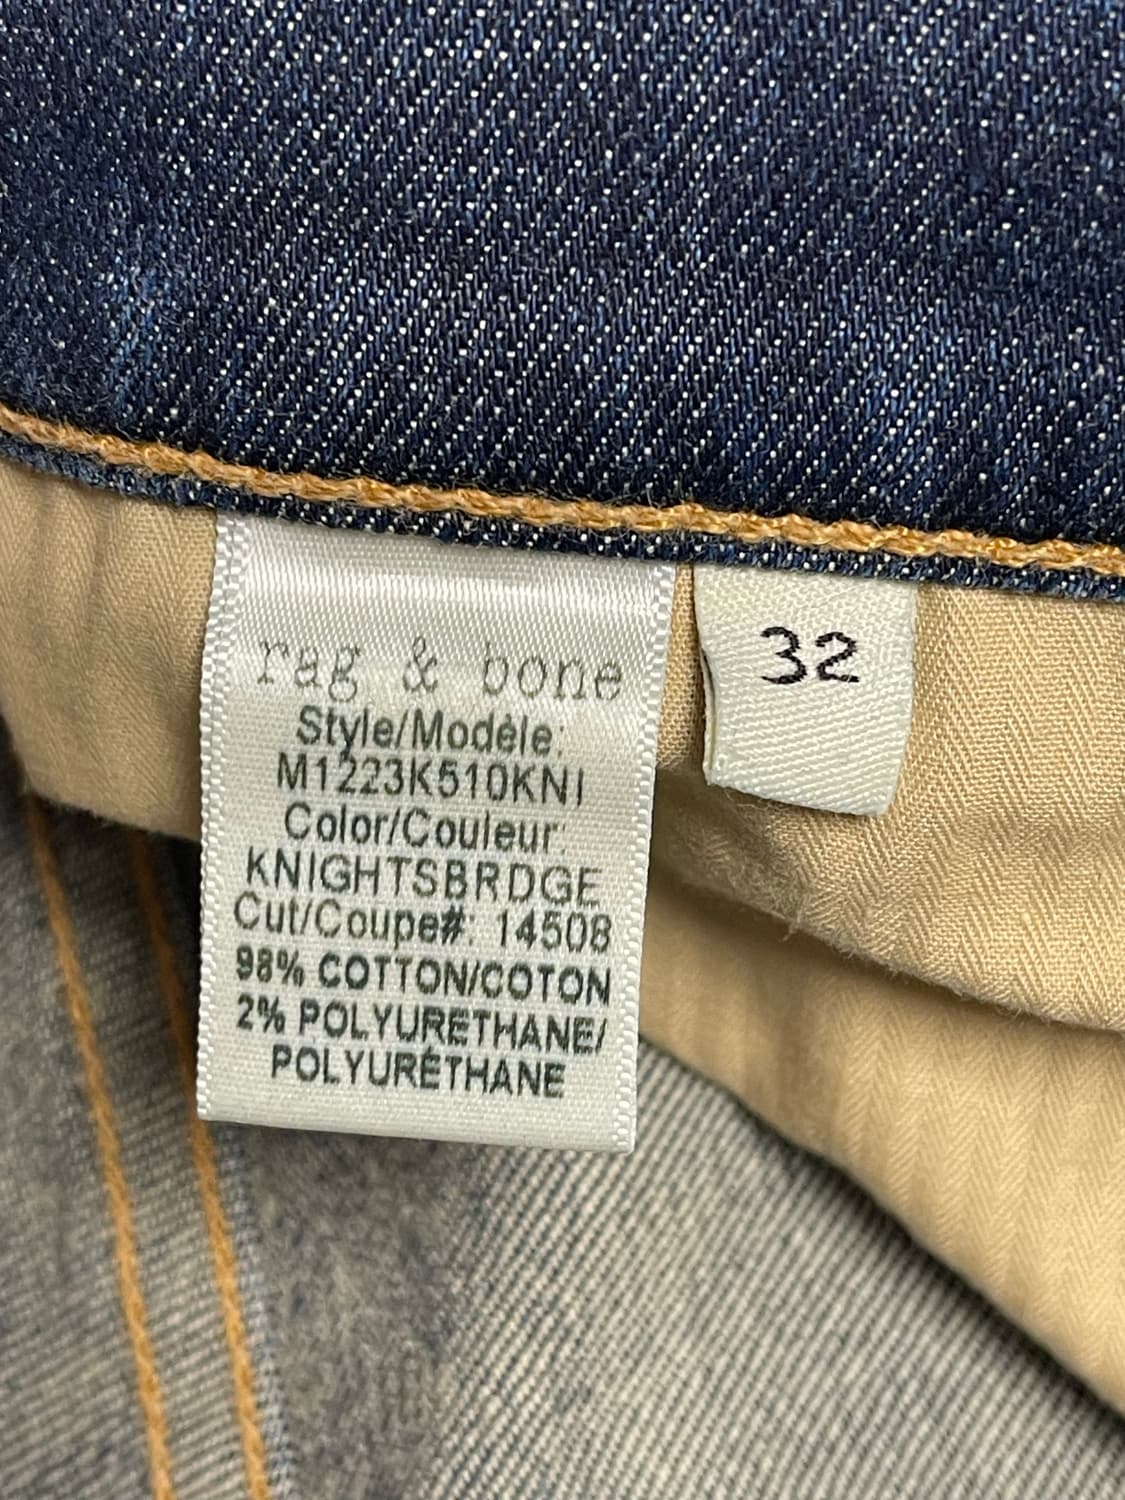 rag & bone
Style/Modèle:
M1223K510KNI
Color/Couleur:
KNIGHTSBRDGE
Cut/Coupe#: 14508
98% COTTON/COTON
2% POLYURETHANE/
POLYURÉTHANE
32